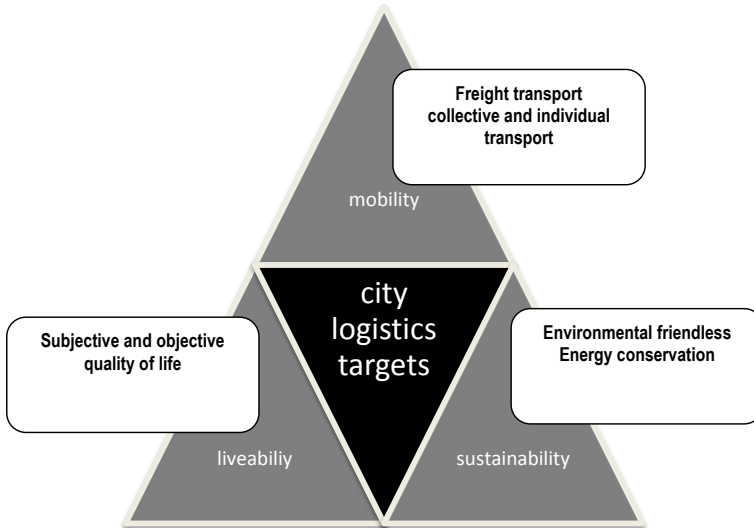 Freight transport
collective and individual
transport
mobility
city
logistics
targets
Subjective and objective
quality of life
Environmental friendless
Energy conservation
liveabiliy
sustainability